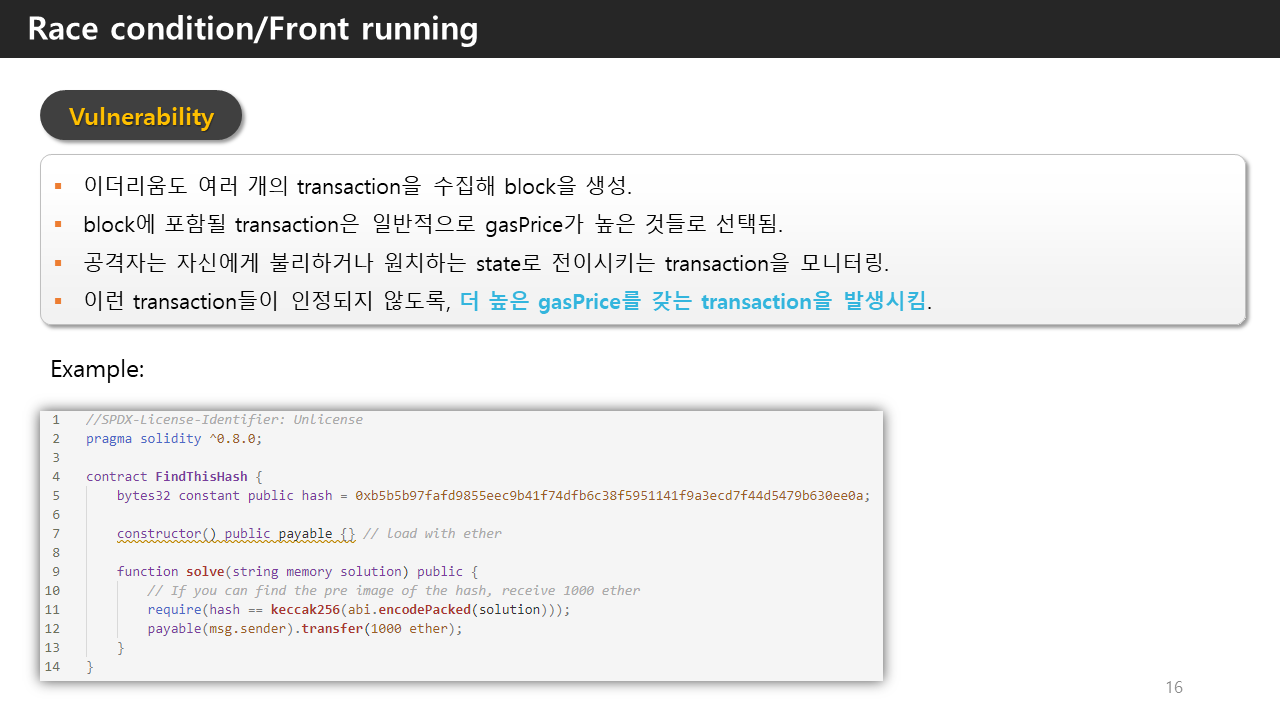 Race condition/Front running
Vulnerability
▪ 이더리움도 여러 개의 transaction을 수집해 block을 생성.
▪ block에 포함될 transaction은 일반적으로 gasPrice가 높은 것들로 선택됨.
▪ 공격자는 자신에게 불리하거나 원치하는 state로 전이시키는 transaction을 모니터링.
▪ 이런 transaction들이 인정되지 않도록, 더 높은 gasPrice를 갖는 transaction을 발생시킴.
Example:
1 //SPDX-License-Identifier: Unlicense
2 pragma solidity ^0.8.0;
3
4 contract FindThisHash {
5 bytes32 constant public hash = 0xb5b5b97fafd9855eec9b41f74dfb6c38f5951141f9a3ecd7f44d5479b630ee0a;
6
7 constructor() public payable {} // load with ether
8
9 function solve(string memory solution) public {
10 // If you can find the pre image of the hash, receive 1000 ether
11 require(hash == keccak256(abi.encodePacked(solution)));
12 payable(msg.sender).transfer(1000 ether);
13 }
14 }
16